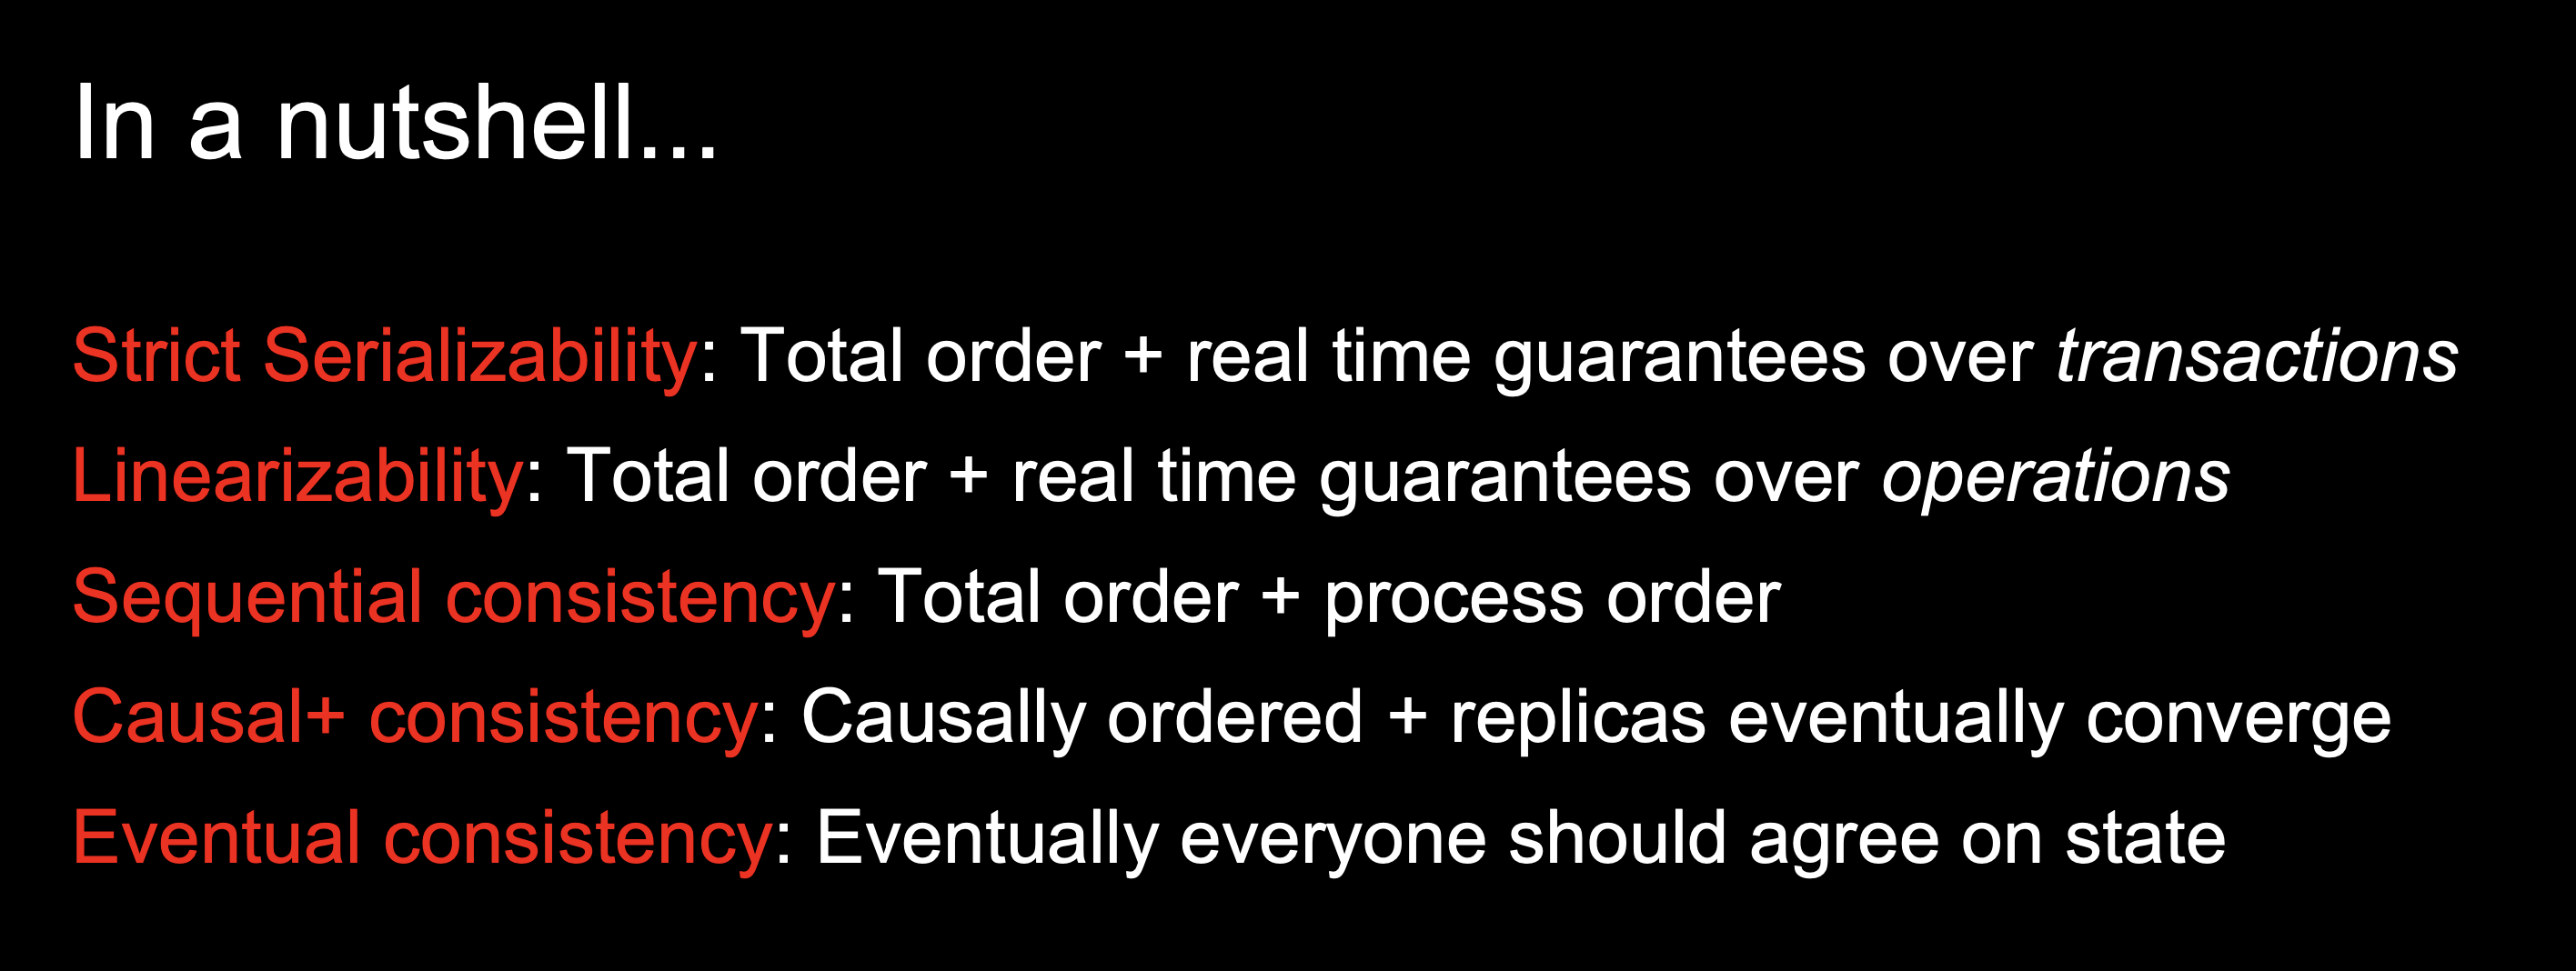 In a nutshell...
Strict Serializability: Total order + real time guarantees over transactions
Linearizability: Total order + real time guarantees over operations
Sequential consistency: Total order + process order
Causal+ consistency: Causally ordered + replicas eventually converge
Eventual consistency: Eventually everyone should agree on state